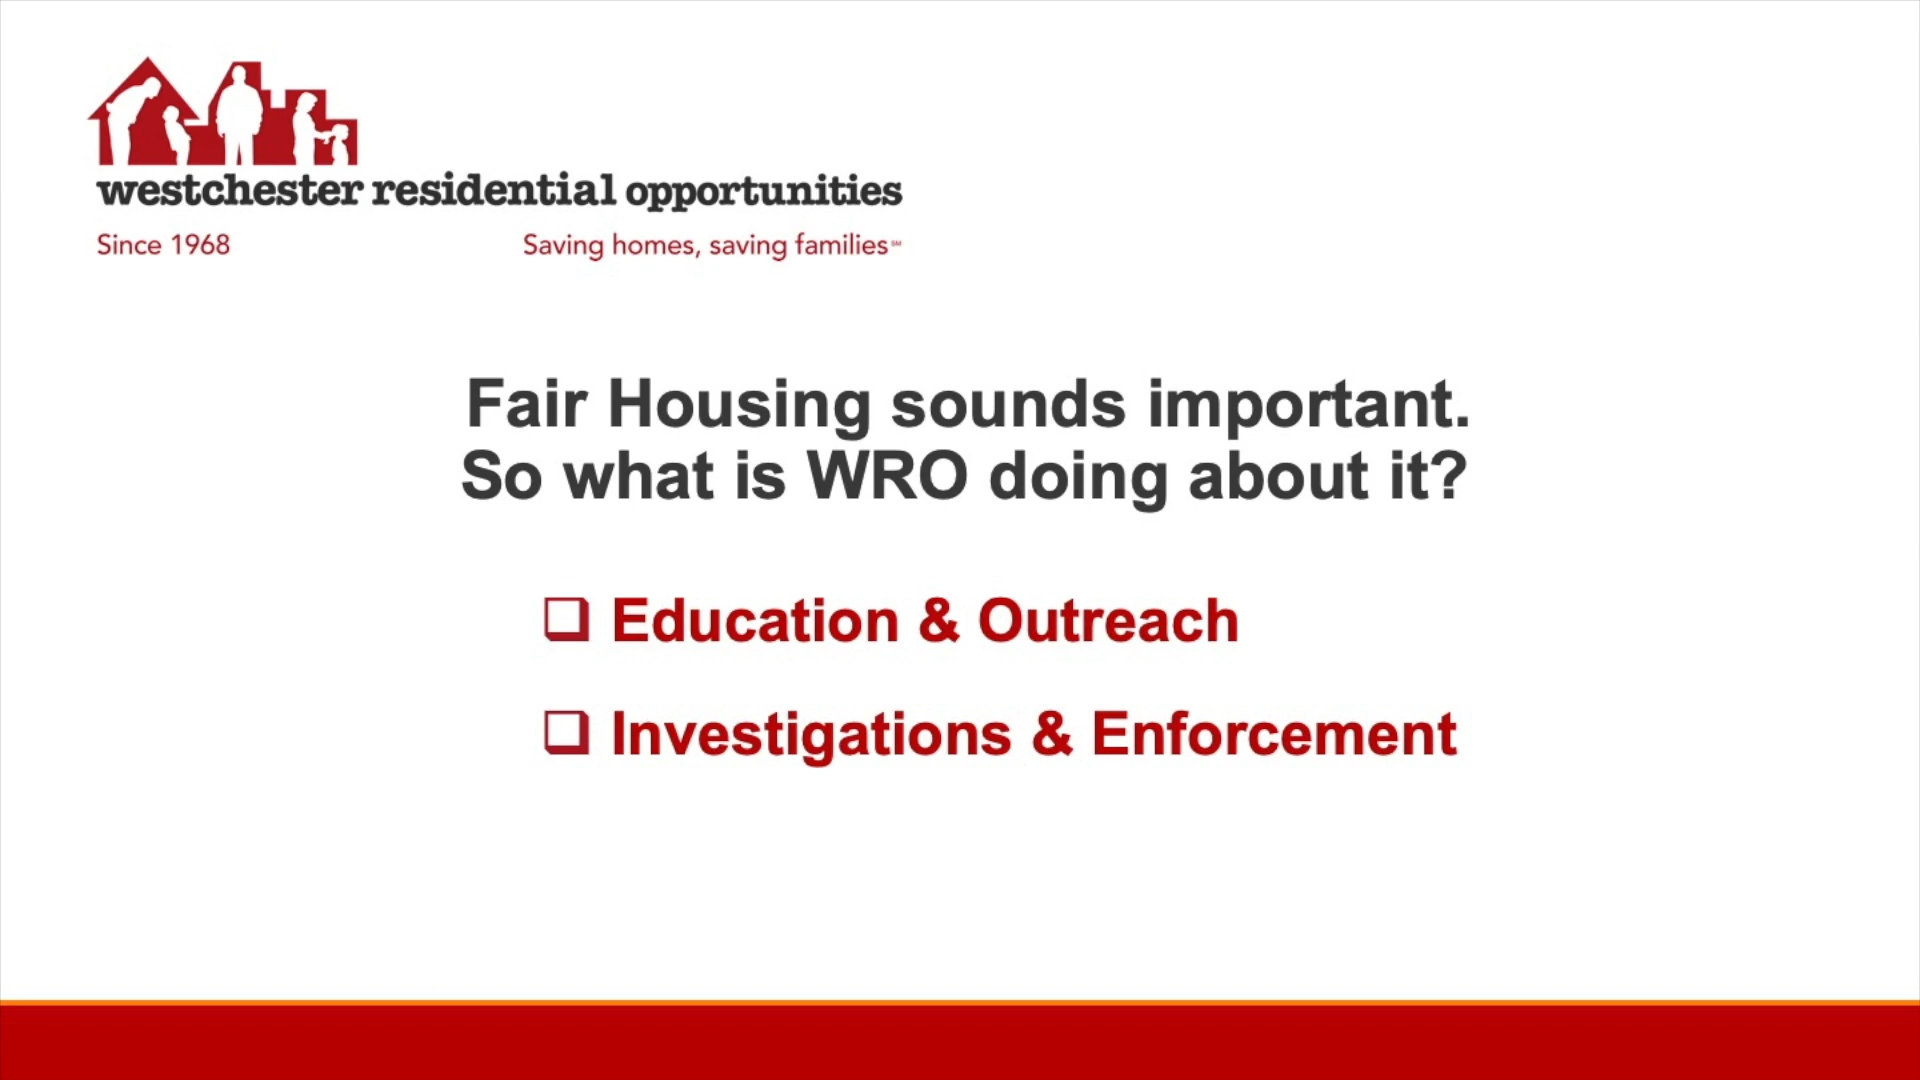 westchester residential opportunities
Since 1968 Saving homes, saving families℠
Fair Housing sounds important.
So what is WRO doing about it?
❑ Education & Outreach
❑ Investigations & Enforcement